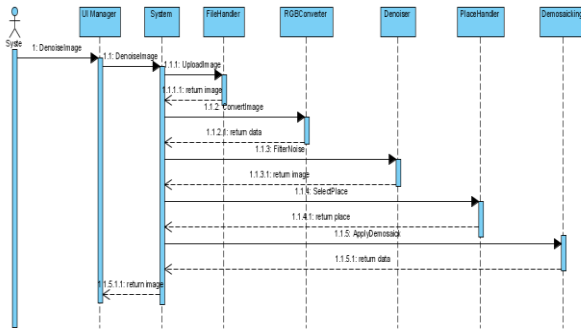 UI Manager
System
FileHandler
RGBConverter
Denoiser
PlaceHandler
Demosaicking
Syste
1: DenoiseImage
1.1: DenoiseImage
1.1.1: UploadImage
1.1.1.1: return image
1.1.2: ConvertImage
1.1.2.1: return data
1.1.3: FilterNoise
1.1.3.1: return image
1.1.4: SelectPlace
1.1.4.1: return place
1.1.5: ApplyDemosaick
1.1.5.1: return data
1.1.5.1.1: return image